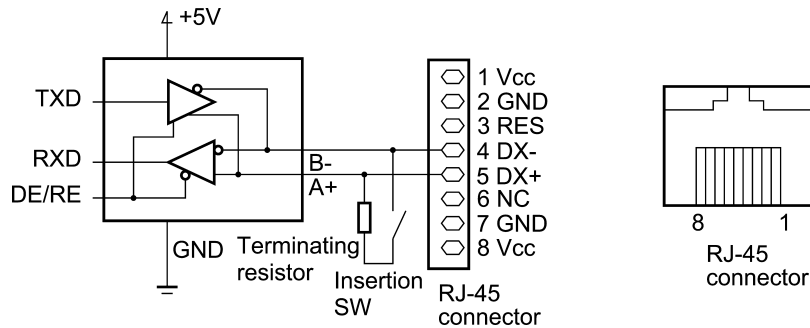 +5V
TXD
RXD
DE/RE
GND
B-
A+
Terminating
resistor
Insertion
SW
1 Vcc
2 GND
3 RES
4 DX-
5 DX+
6 NC
7 GND
8 Vcc
RJ-45
connector
8 1
RJ-45
connector